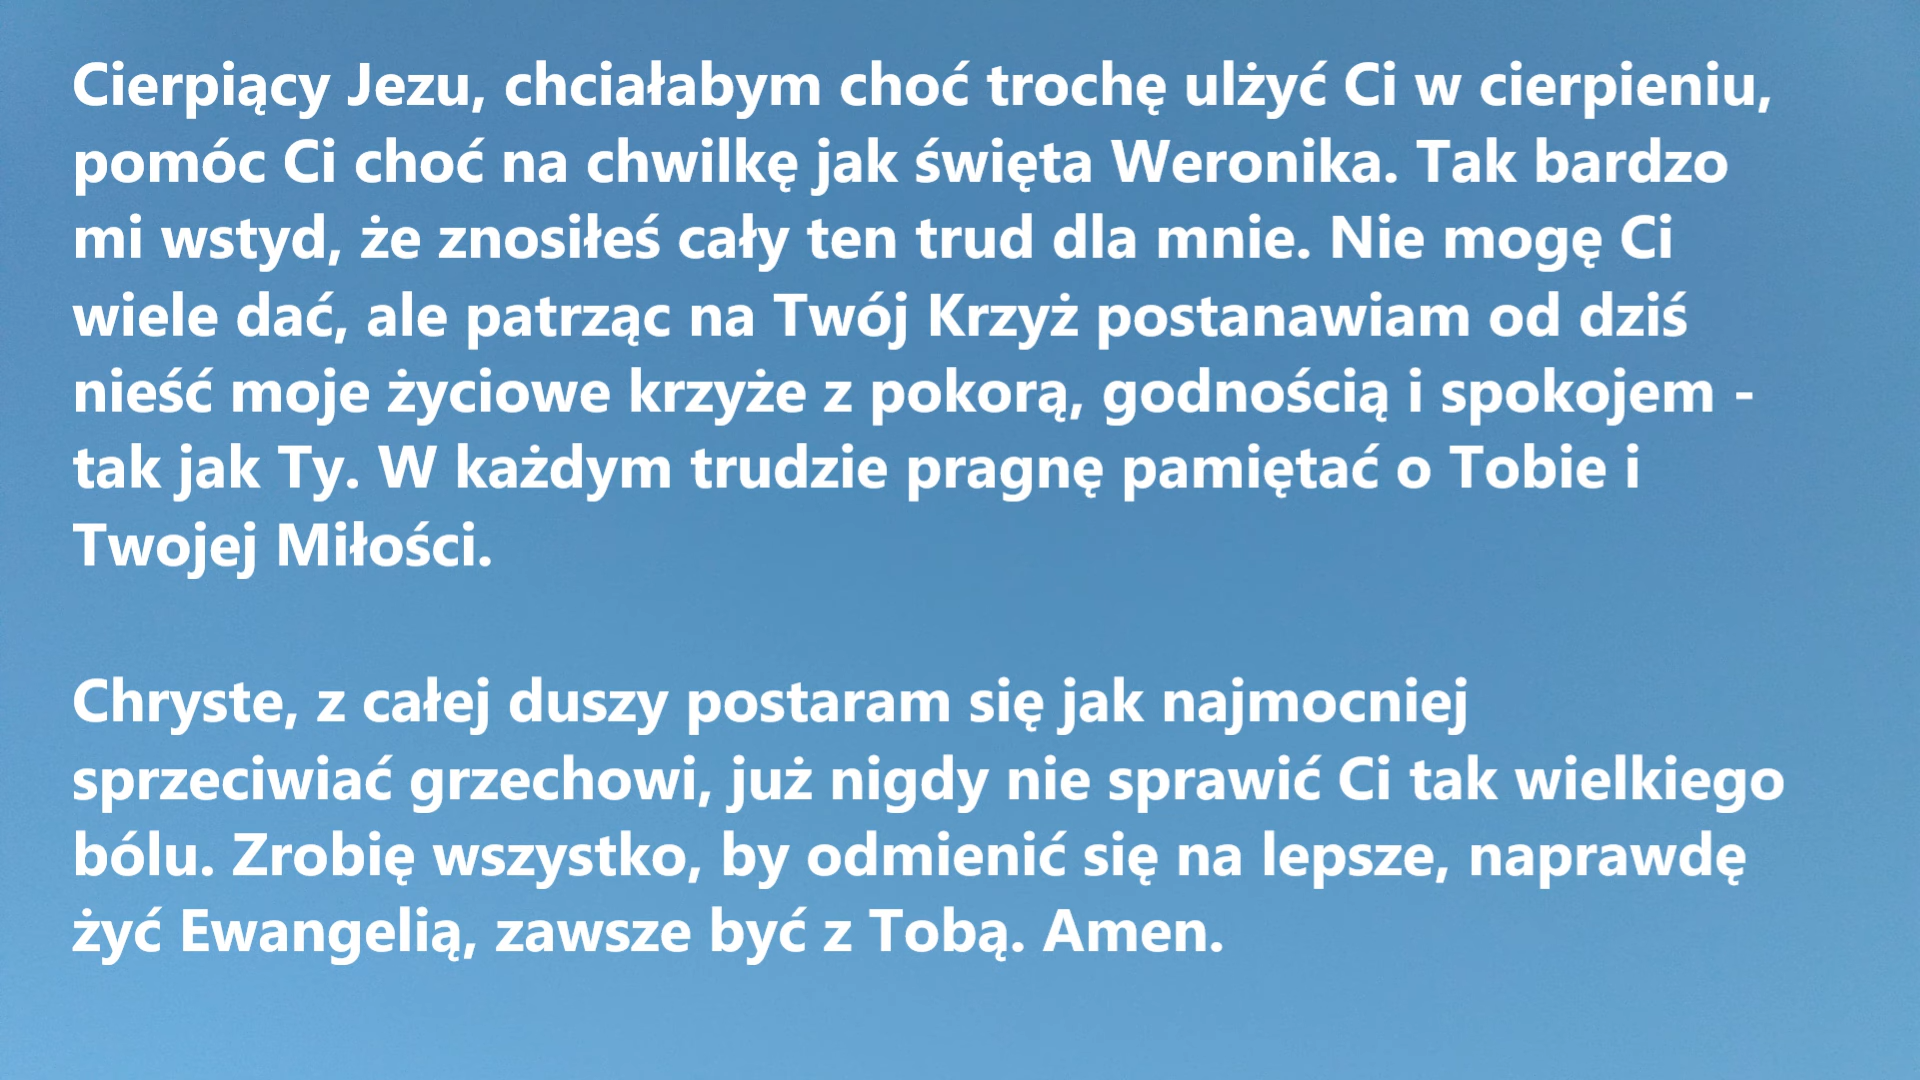 Cierpiący Jezu, chciałabym choć trochę ulżyć Ci w cierpieniu,
pomóc Ci choć na chwilkę jak święta Weronika. Tak bardzo
mi wstyd, że znosiłeś cały ten trud dla mnie. Nie mogę Ci
wiele dać, ale patrząc na Twój Krzyż postanawiam od dziś
nieść moje życiowe krzyże z pokorą, godnością i spokojem -
tak jak Ty. W każdym trudzie pragnę pamiętać o Tobie i
Twojej Miłości.
Chryste, z całej duszy postaram się jak najmocniej
sprzeciwiać grzechowi, już nigdy nie sprawić Ci tak wielkiego
bólu. Zrobię wszystko, by odmienić się na lepsze, naprawdę
żyć Ewangelią, zawsze być z Tobą. Amen.